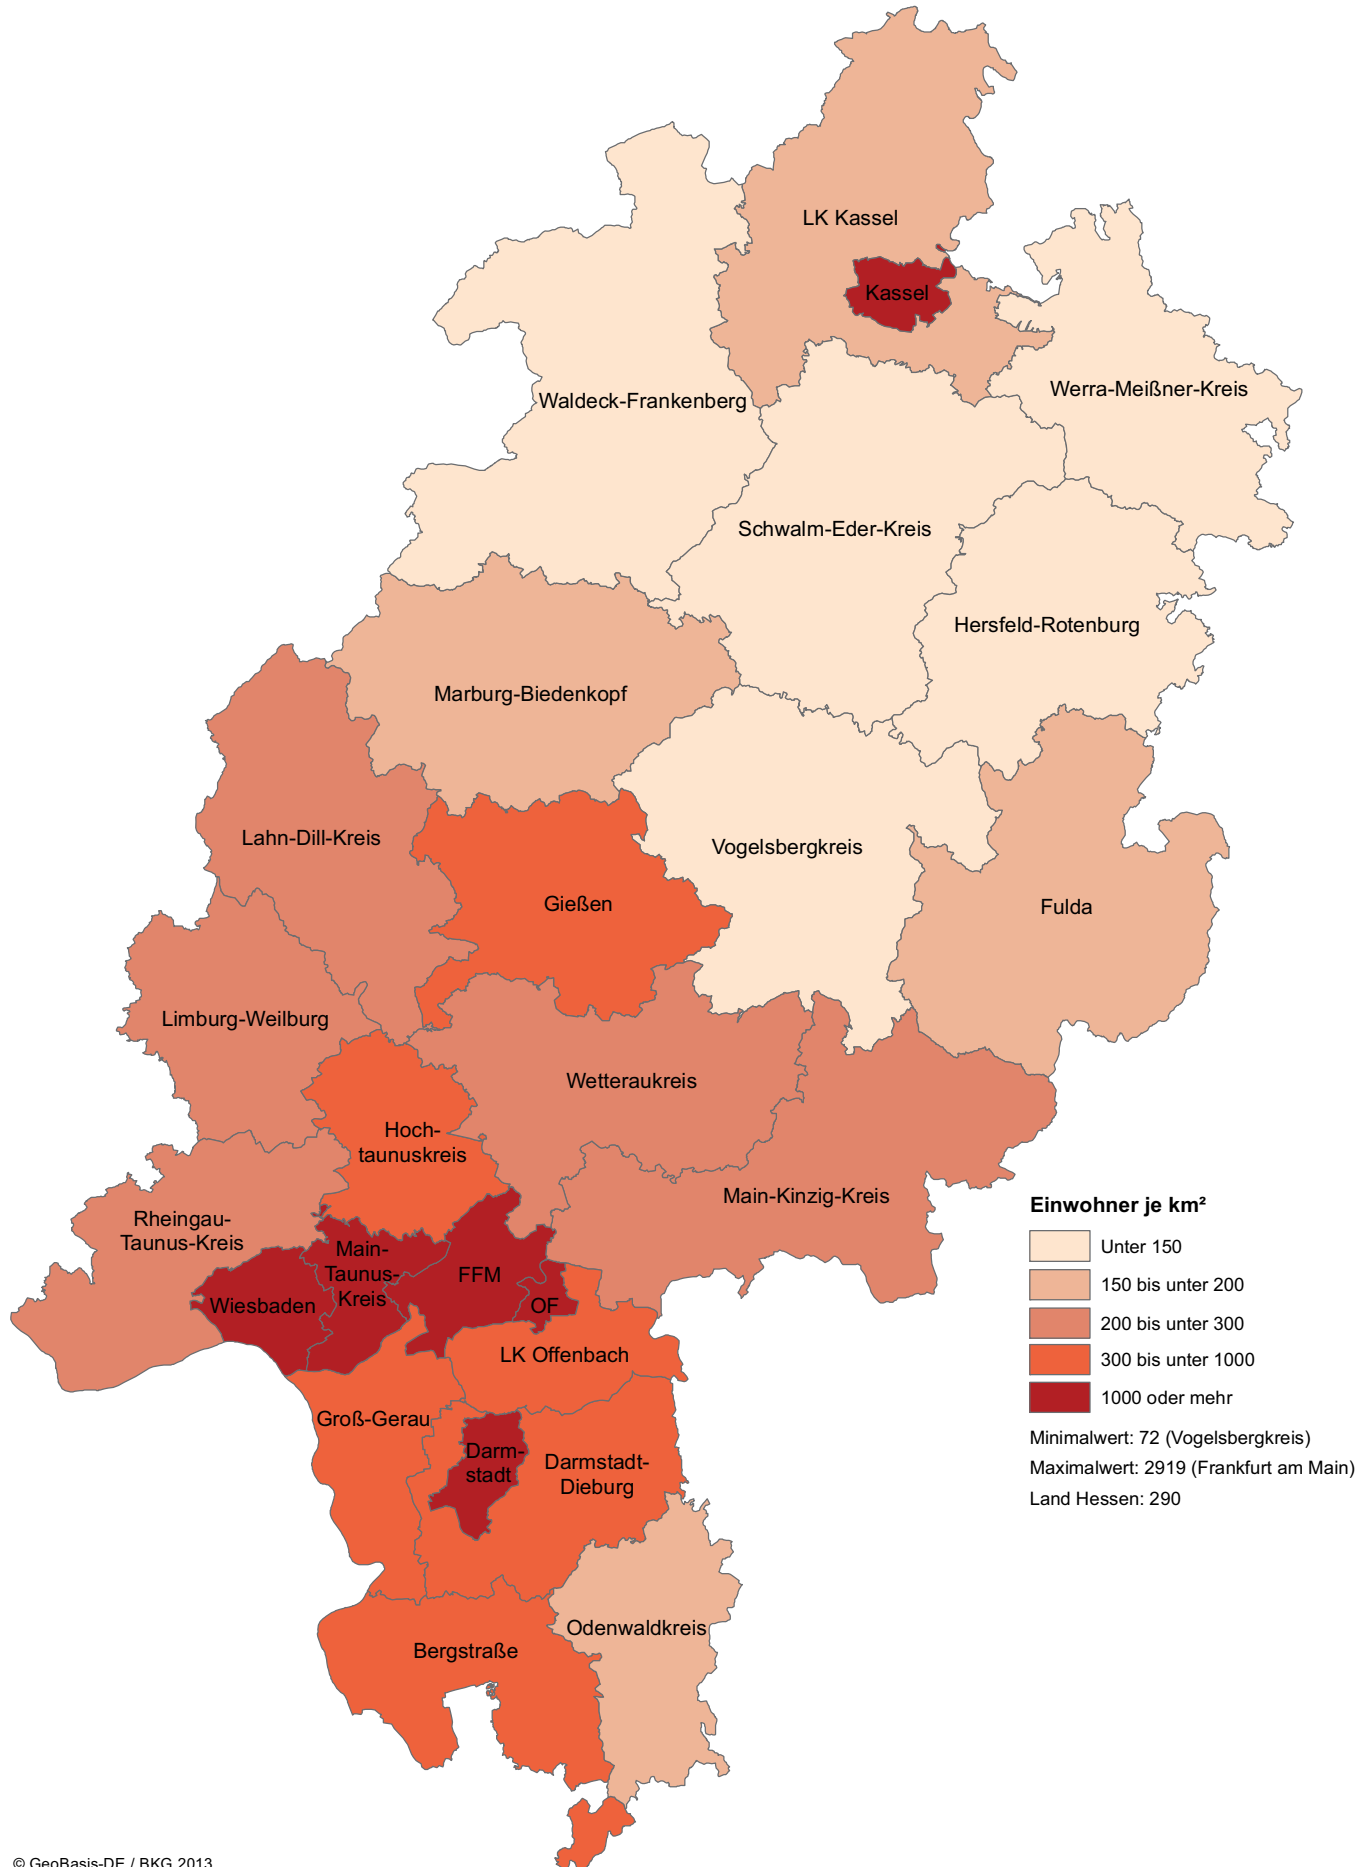 LK Kassel
Kassel
Waldeck-Frankenberg
Werra-Meißner-Kreis
Schwalm-Eder-Kreis
Hersfeld-Rotenburg
Marburg-Biedenkopf
Lahn-Dill-Kreis
Vogelsbergkreis
Gießen
Fulda
Limburg-Weilburg
Wetteraukreis
Hoch-
taunuskreis
Main-Kinzig-Kreis
Rheingau-
Taunus-Kreis
Main-
Taunus-
Kreis
FFM
Wiesbaden
OF
LK Offenbach
Groß-Gerau
Darm-
stadt
Darmstadt-
Dieburg
Odenwaldkreis
Bergstraße
Einwohner je km²
Unter 150
150 bis unter 200
200 bis unter 300
300 bis unter 1000
1000 oder mehr
Minimalwert: 72 (Vogelsbergkreis)
Maximalwert: 2919 (Frankfurt am Main)
Land Hessen: 290
© GeoBasis-DE / BKG 2013